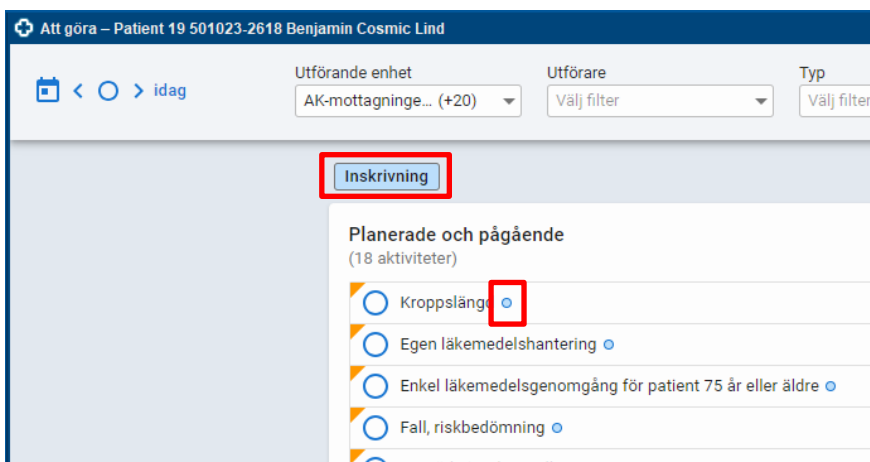 Att göra – Patient 19 501023-2618 Benjamin Cosmic Lind
Utförande enhet Utförare Typ
idag AK-mottagninge... (+20) Välj filter Välj filter
Inskrivning
Planerade och pågående
(18 aktiviteter)
Kroppslängd
Egen läkemedelshantering
Enkel läkemedelsgenomgång för patient 75 år eller äldre
Fall, riskbedömning